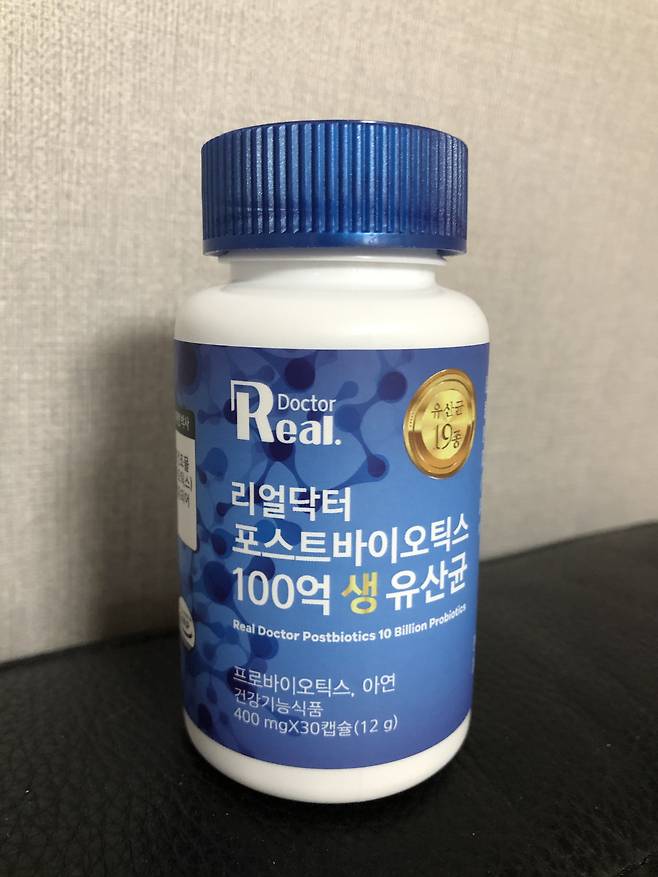 Doctor
Real.
유산균
19종
리얼닥터
포스트바이오틱스
100억 생 유산균
Real Doctor Postbiotics 10 Billion Probiotics
프로바이오틱스, 아연
건강기능식품
400 mgX30캡슐(12 g)